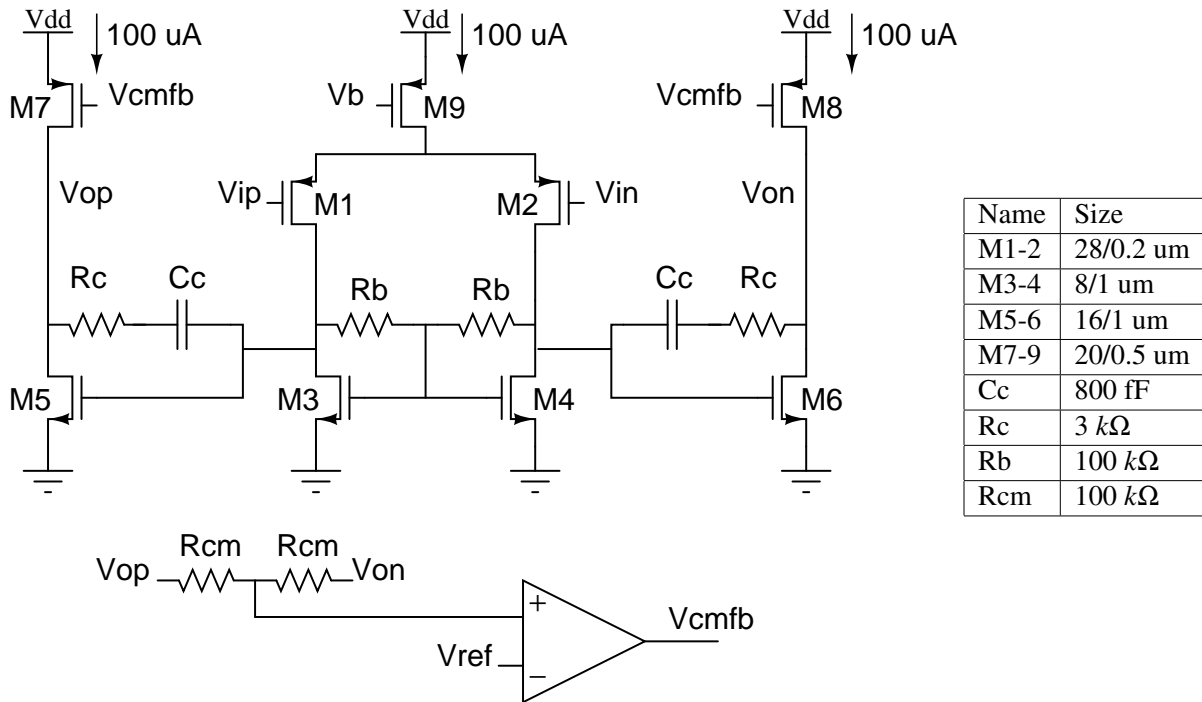 Vdd Vdd Vdd
100 uA 100 uA 100 uA
M7 Vcmfb Vb M9 Vcmfb M8
Vop Vip M1 M2 Vin Von
Rc Cc Rb Rb Cc Rc
M5 M3 M4 M6
Name Size
M1-2 28/0.2 um
M3-4 8/1 um
M5-6 16/1 um
M7-9 20/0.5 um
Cc 800 fF
Rc 3 kΩ
Rb 100 kΩ
Rcm 100 kΩ
Rcm Rcm
Vop Von
+ Vcmfb
Vref −